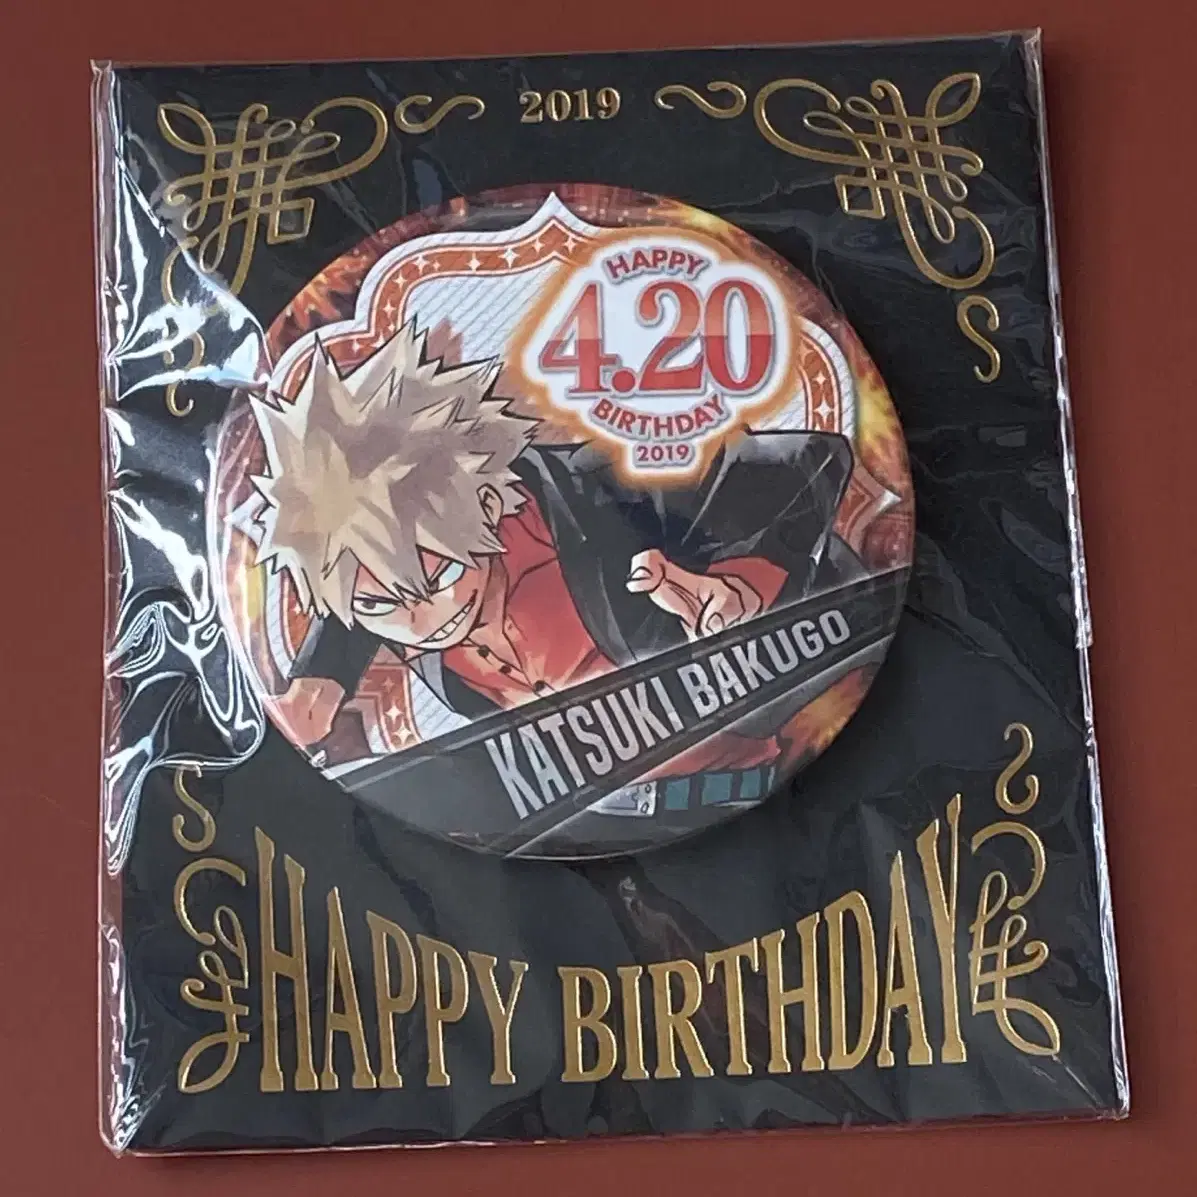 2019
HAPPY
4.20
BIRTHDAY
2019
KATSUKI BAKUGO
HAPPY BIRTHDAY